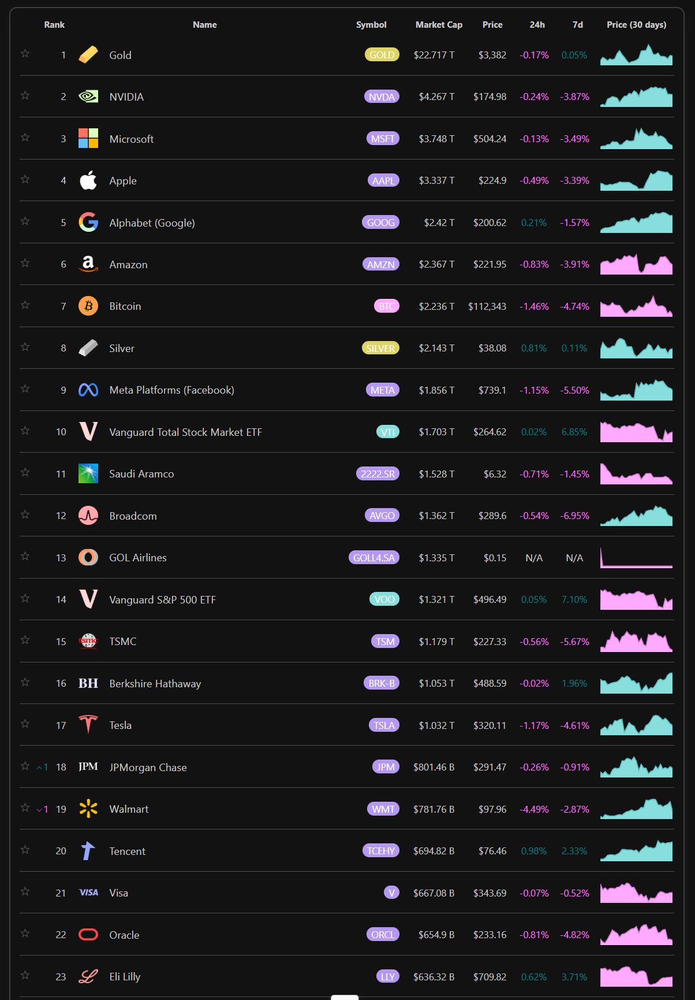 Rank Name Symbol Market Cap Price 24h 7d Price (30 days)
1 Gold GOLD $22.717 T $3,382 -0.17% 0.05%
2 NVIDIA NVDA $4.267 T $174.98 -0.24% -3.87%
3 Microsoft MSFT $3.748 T $504.24 -0.13% -3.49%
4 Apple AAPL $3.337 T $224.9 -0.49% -3.39%
5 Alphabet (Google) GOOG $2.42 T $200.62 0.21% -1.57%
6 a Amazon AMZN $2.367 T $221.95 -0.83% -3.91%
7 Bitcoin BTC $2.236 T $112,343 -1.46% -4.74%
8 Silver SILVER $2.143 T $38.08 0.81% 0.11%
9 Meta Platforms (Facebook) META $1.856 T $739.1 -1.15% -5.50%
10 Vanguard Total Stock Market ETF VTI $1.703 T $264.62 0.02% 6.85%
11 Saudi Aramco 2222.SR $1.528 T $6.32 -0.71% -1.45%
12 Broadcom AVGO $1.362 T $289.6 -0.54% -6.95%
13 GOL Airlines GOLL4.SA $1.335 T $0.15 N/A N/A
14 Vanguard S&P 500 ETF VOO $1.321 T $496.49 0.05% 7.10%
15 tsmc TSMC TSM $1.179 T $227.33 -0.56% -5.67%
16 BH Berkshire Hathaway BRK-B $1.053 T $488.59 -0.02% 1.96%
17 Tesla TSLA $1.032 T $320.11 -1.17% -4.61%
1 18 JPM JPMorgan Chase JPM $801.46 B $291.47 -0.26% -0.91%
1 19 Walmart WMT $781.76 B $97.96 -4.49% -2.87%
20 Tencent TCEHY $694.82 B $76.46 0.98% 2.33%
21 VISA Visa V $667.08 B $343.69 -0.07% -0.52%
22 Oracle ORCL $654.9 B $233.16 -0.81% -4.82%
23 Eli Lilly LLY $636.32 B $709.82 0.62% 3.71%